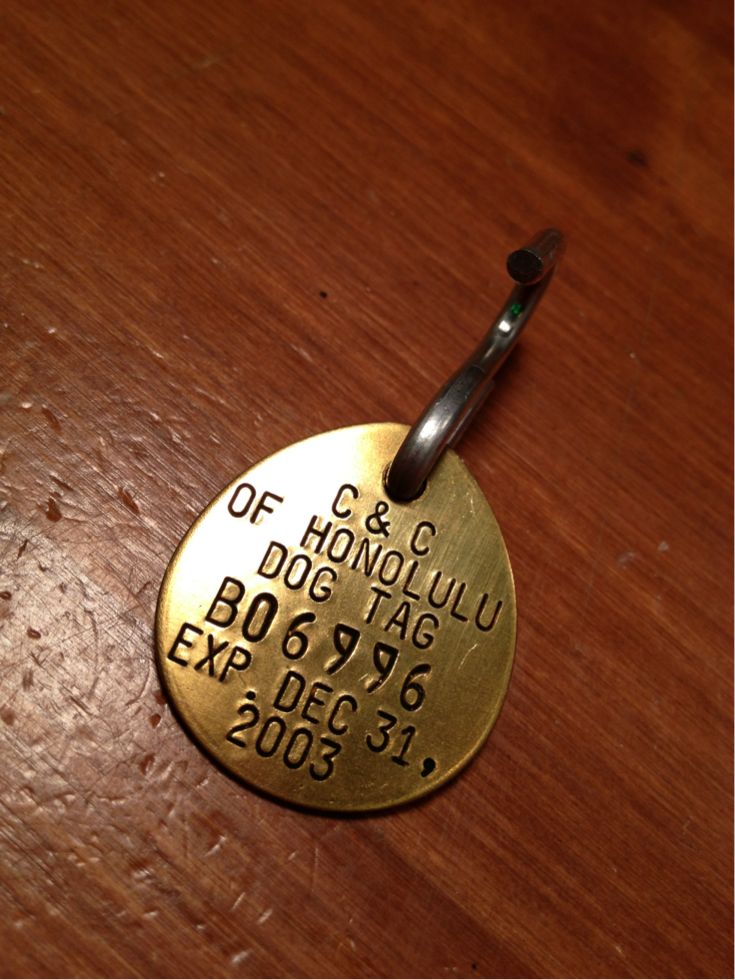 C & C
OF HONOLULU
DOG TAG
B06996
EXP. DEC 31,
2003